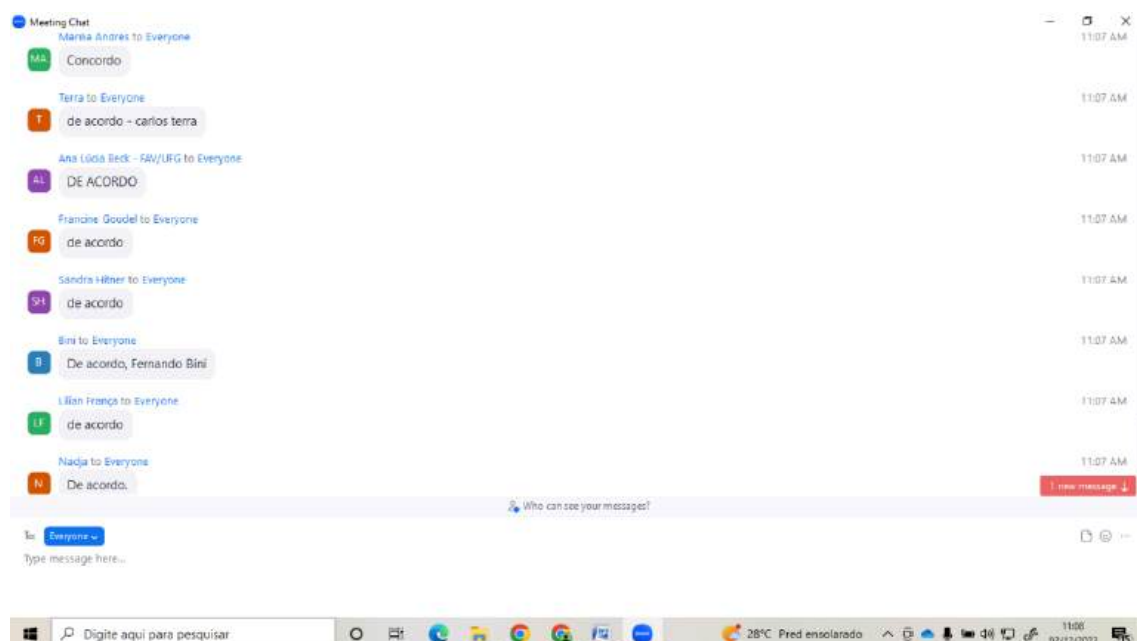 Meeting Chat
Marilia Andres to Everyone
11:07 AM
MA
Concordo
Terra to Everyone
11:07 AM
T
de acordo - carlos terra
Ana Lúcia Beck - FAV/UFG to Everyone
11:07 AM
AL
DE ACORDO
Francine Goudel to Everyone
11:07 AM
FG
de acordo
Sandra Hitner to Everyone
11:07 AM
SH
de acordo
Bini to Everyone
11:07 AM
B
De acordo, Fernando Bini
Lilian França to Everyone
11:07 AM
LF
de acordo
Nadja to Everyone
11:07 AM
N
De acordo.
1 new message
Who can see your messages?
To: Everyone
Type message here...
Digite aqui para pesquisar
28°C Pred ensolarado
11:08